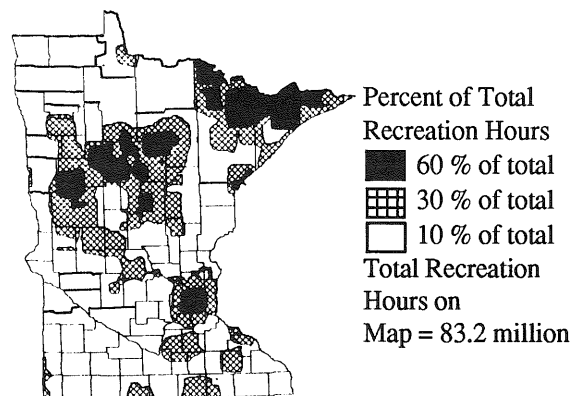 Percent of Total
Recreation Hours
60 % of total
30 % of total
10 % of total
Total Recreation
Hours on
Map = 83.2 million